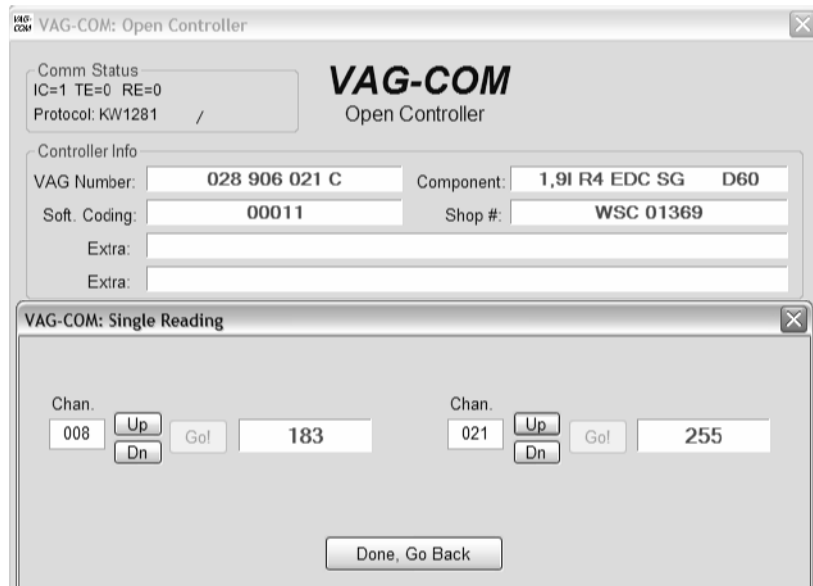 VAG-COM: Open Controller
Comm Status
IC=1 TE=0 RE=0
Protocol: KW1281 /
VAG-COM
Open Controller
Controller Info
VAG Number: 028 906 021 C Component: 1,9l R4 EDC SG D60
Soft. Coding: 00011 Shop #: WSC 01369
Extra:
Extra:
VAG-COM: Single Reading
Chan. Chan.
008 Up Dn Go! 183 021 Up Dn Go! 255
Done, Go Back